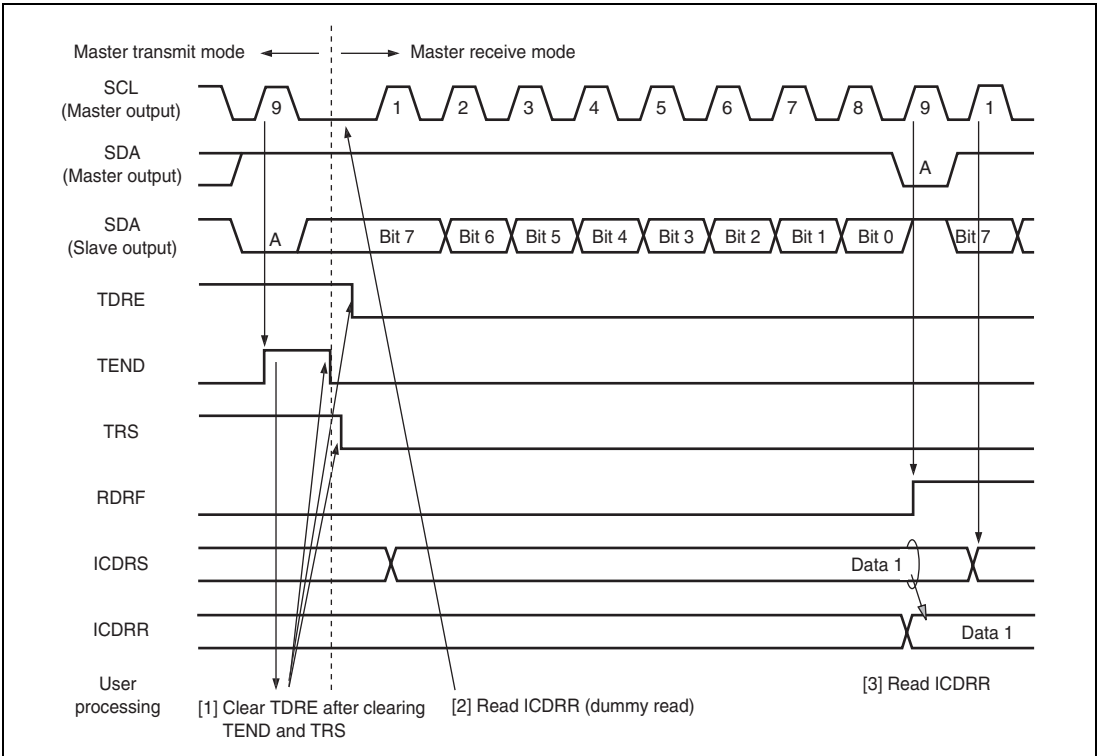 Master transmit mode
Master receive mode
SCL
(Master output)
9
1
2
3
4
5
6
7
8
9
1
SDA
(Master output)
A
SDA
(Slave output)
A
Bit 7
Bit 6
Bit 5
Bit 4
Bit 3
Bit 2
Bit 1
Bit 0
Bit 7
TDRE
TEND
TRS
RDRF
ICDRS
Data 1
ICDRR
Data 1
User
processing
[1] Clear TDRE after clearing
TEND and TRS
[2] Read ICDRR (dummy read)
[3] Read ICDRR